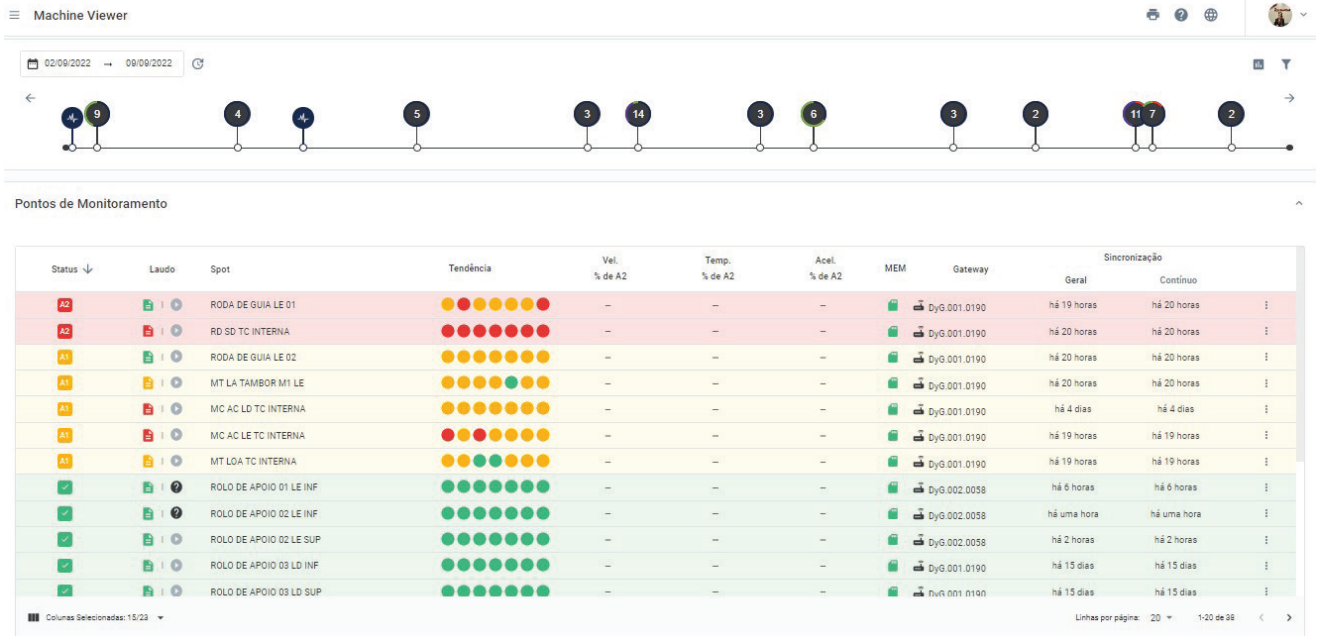 Machine Viewer
02/09/2022 → 09/09/2022
9 4 5 3 14 3 6 3 2 11 7 2
Pontos de Monitoramento
Status Laudo Spot Tendência Vel. % de A2 Temp. % de A2 Acel. % de A2 MEM Gateway Sincronização
Geral Contínuo
A2 RODA DE GUIA LE 01 – – – DyG.001.0190 há 19 horas há 20 horas
A2 RD SD TC INTERNA – – – DyG.001.0190 há 20 horas há 20 horas
A1 RODA DE GUIA LE 02 – – – DyG.001.0190 há 20 horas há 20 horas
A1 MT LA TAMBOR M1 LE – – – DyG.001.0190 há 20 horas há 20 horas
A1 MC AC LD TC INTERNA – – – DyG.001.0190 há 4 dias há 4 dias
A1 MC AC LE TC INTERNA – – – DyG.001.0190 há 19 horas há 20 horas
A1 MT LOA TC INTERNA – – – DyG.001.0190 há 19 horas há 19 horas
ROLO DE APOIO 01 LE INF – – – DyG.002.0058 há 6 horas há 6 horas
ROLO DE APOIO 02 LE INF – – – DyG.002.0058 há uma hora há uma hora
ROLO DE APOIO 02 LE SUP – – – DyG.002.0058 há 2 horas há 2 horas
ROLO DE APOIO 03 LD INF – – – DyG.001.0190 há 15 dias há 15 dias
ROLO DE APOIO 03 LD SUP – – – DyG.001.0190 há 15 dias há 15 dias
Colunas Selecionadas: 15/23 Linhas por página: 20 1-20 de 38